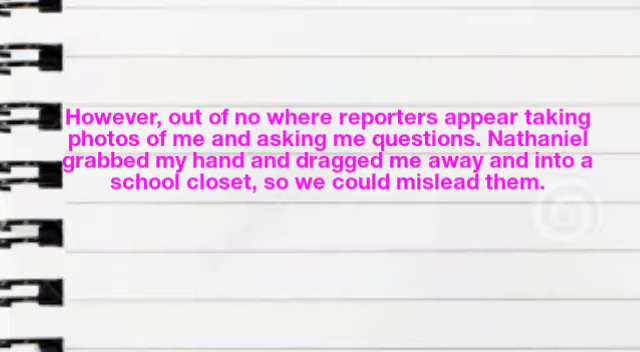 However, out of no where reporters appear taking
photos of me and asking me questions. Nathaniel
grabbed my hand and dragged me away and into a
school closet, so we could mislead them.